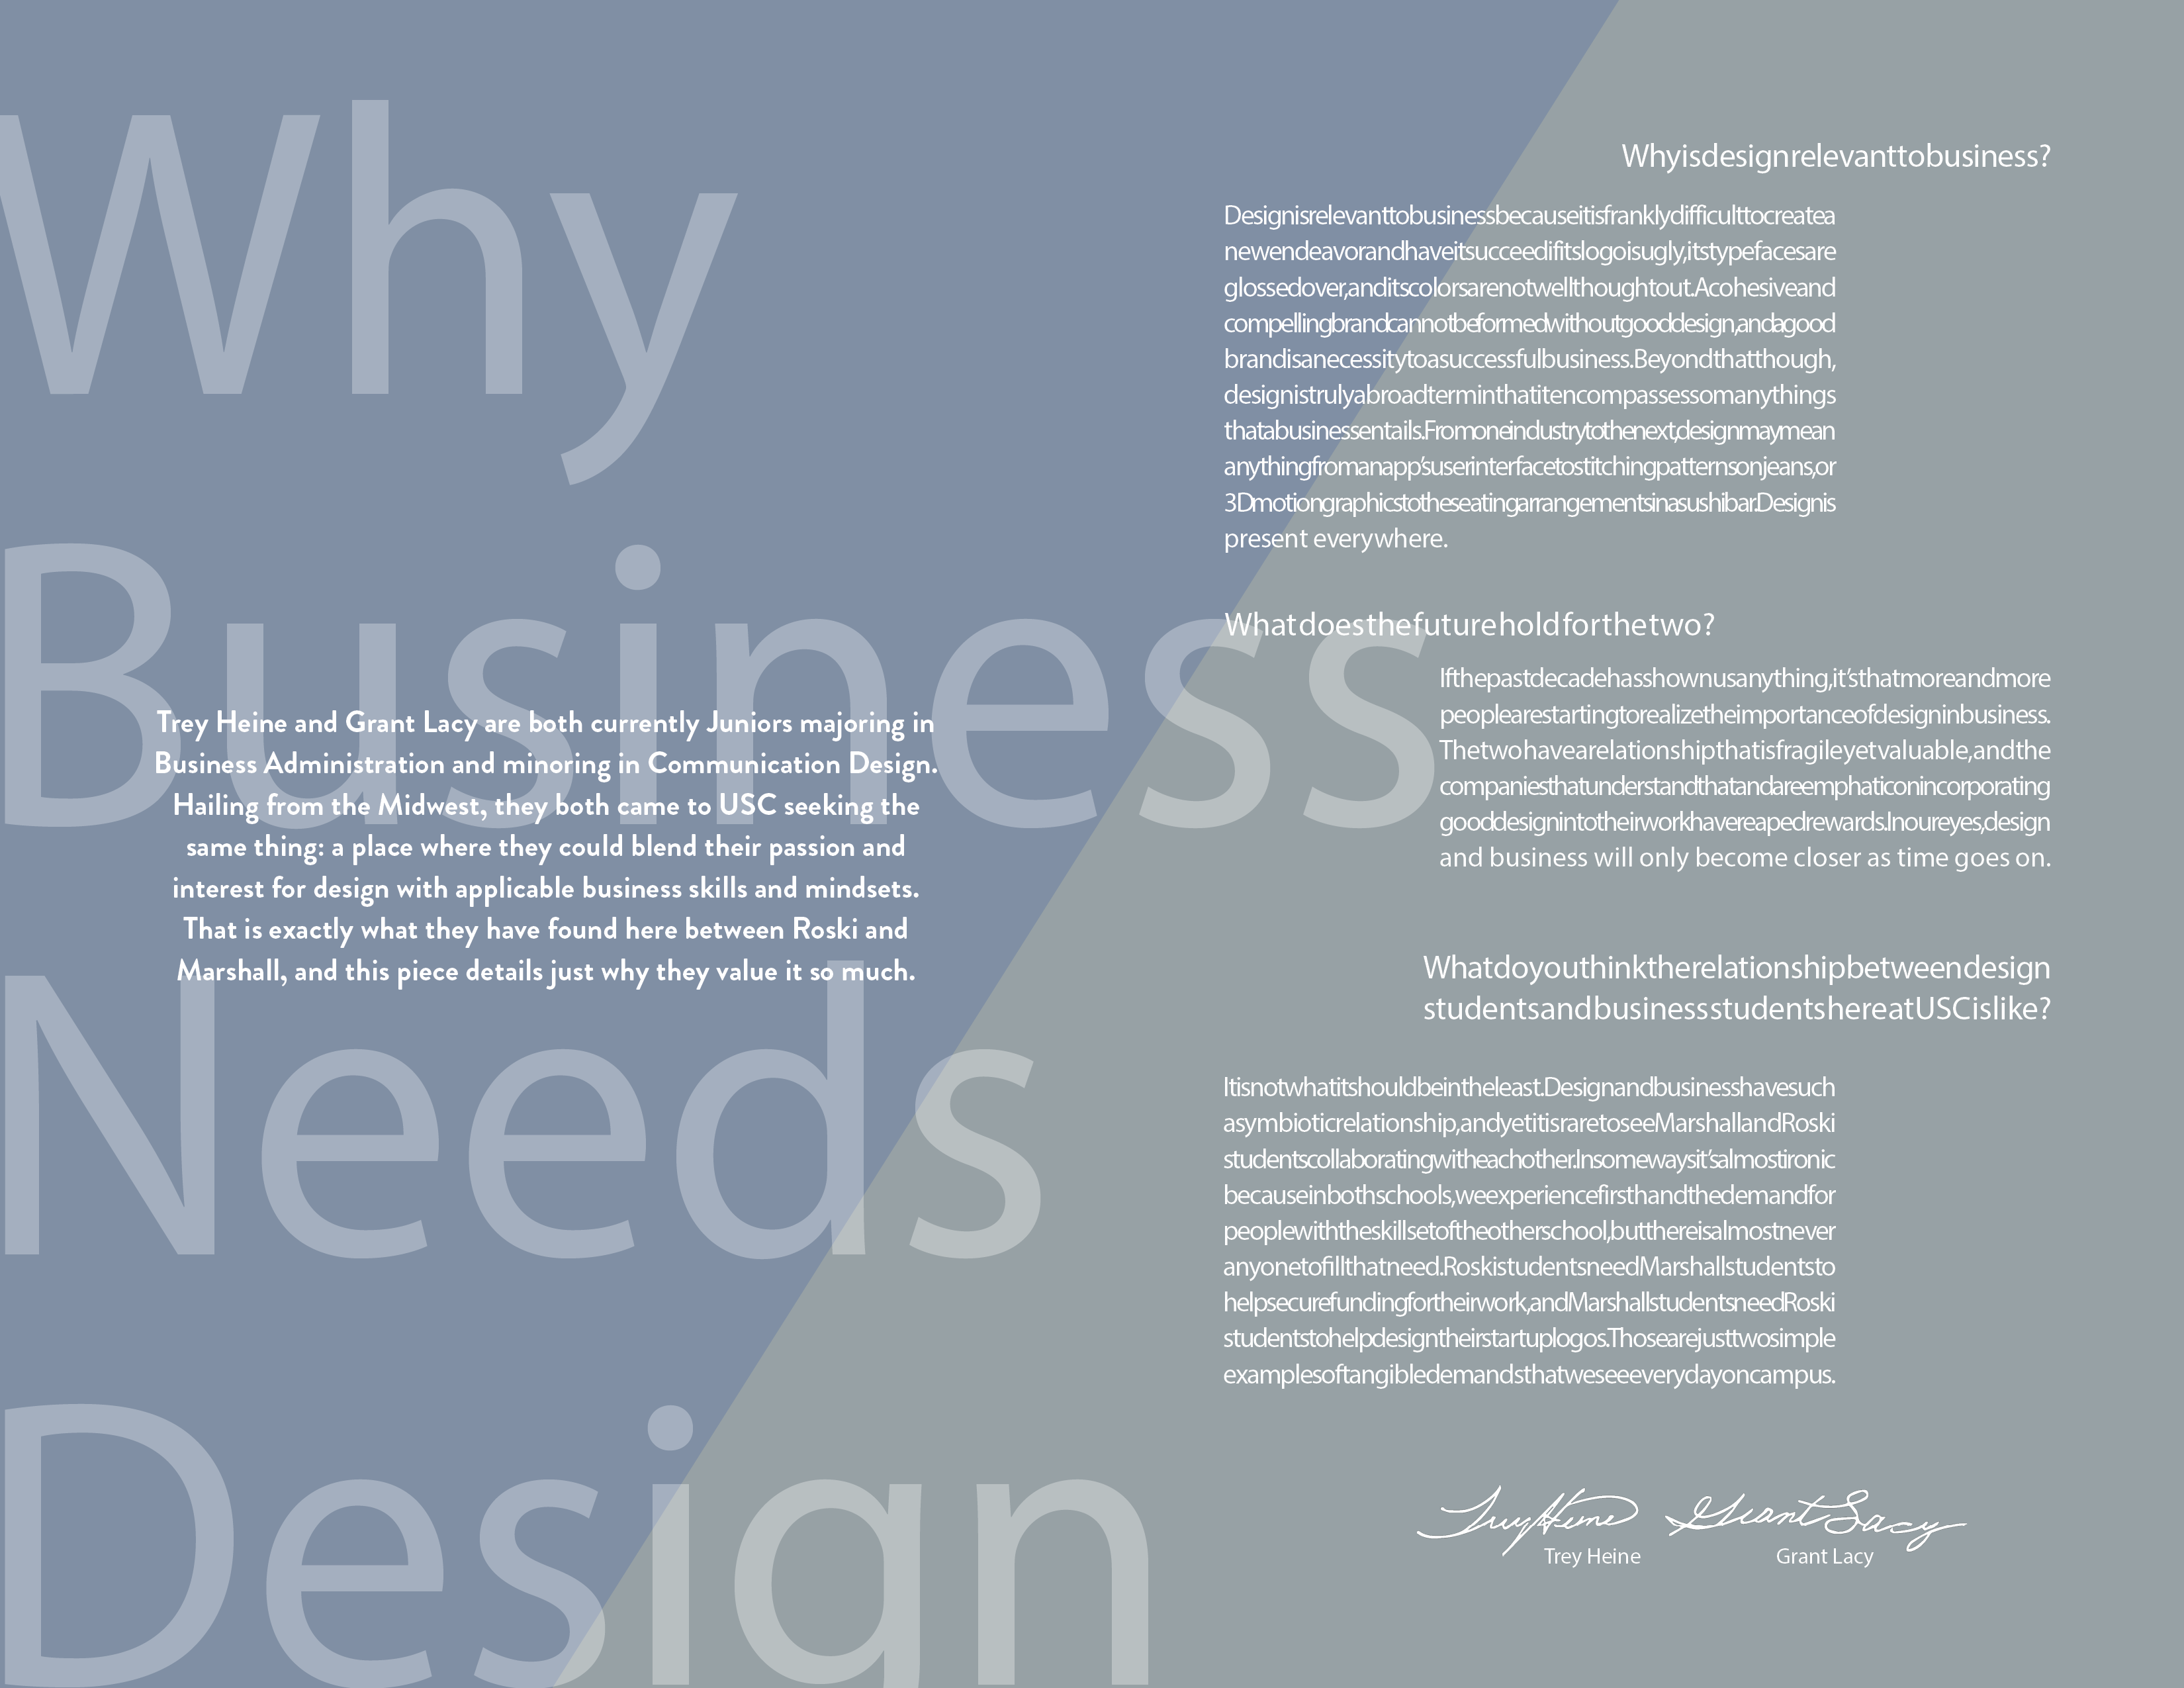 Why
Business
Needs
Design
Trey Heine and Grant Lacy are both currently Juniors majoring in
Business Administration and minoring in Communication Design.
Hailing from the Midwest, they both came to USC seeking the
same thing: a place where they could blend their passion and
interest for design with applicable business skills and mindsets.
That is exactly what they have found here between Roski and
Marshall, and this piece details just why they value it so much.
Whyisdesignrelevanttobusiness?
Designisrelevanttobusinessbecauseitisfranklydifficulttocreatea
newendeavorandhaveitsucceedifitslogoisugly,itstypefacesare
glossedover,anditscolorsarenotwellthoughtout.Acohesiveand
compellingbrandcannotbeformedwithoutgooddesign,andagood
brandisanecessitytoasuccessfulbusiness.Beyondthatthough,
designistrulyabroadterminthatitencompassessomanythings
thatabusinessentails.Fromoneindustrytothenext,designmaymean
anythingfromanapp’suserinterfacetostitchingpatternsonjeans,or
3Dmotiongraphicstotheseatingarrangementsinasushibar.Designis
present everywhere.
Whatdoesthefutureholdforthetwo?
Ifthepastdecadehasshownusanything,it’sthatmoreandmore
peoplearestartingtorealizetheimportanceofdesigninbusiness.
Thetwohavearelationshipthatisfragileyetvaluable,andthe
companiesthatunderstandthatandareemphaticonincorporating
gooddesignintotheirworkhavereapedrewards.Inoureyes,design
and business will only become closer as time goes on.
Whatdoyouthinktherelationshipbetweendesign
studentsandbusinessstudentshereatUSCislike?
Itisnotwhatitshouldbeintheleast.Designandbusinesshavesuch
asymbioticrelationship,andyetitisraretoseeMarshallandRoski
studentscollaboratingwitheachother.Insomewaysit’salmostironic
becauseinbothschools,weexperiencefirsthandthedemandfor
peoplewiththeskillsetoftheotherschool,butthereisalmostnever
anyonetofillthatneed.RoskistudentsneedMarshallstudentsto
helpsecurefundingfortheirwork,andMarshallstudentsneedRoski
studentstohelpdesigntheirstartuplogos.Thosearejusttwosimple
examplesoftangibledemandsthatweseeeverydayoncampus.
Trey Heine Grant Lacy
Trey Heine Grant Lacy